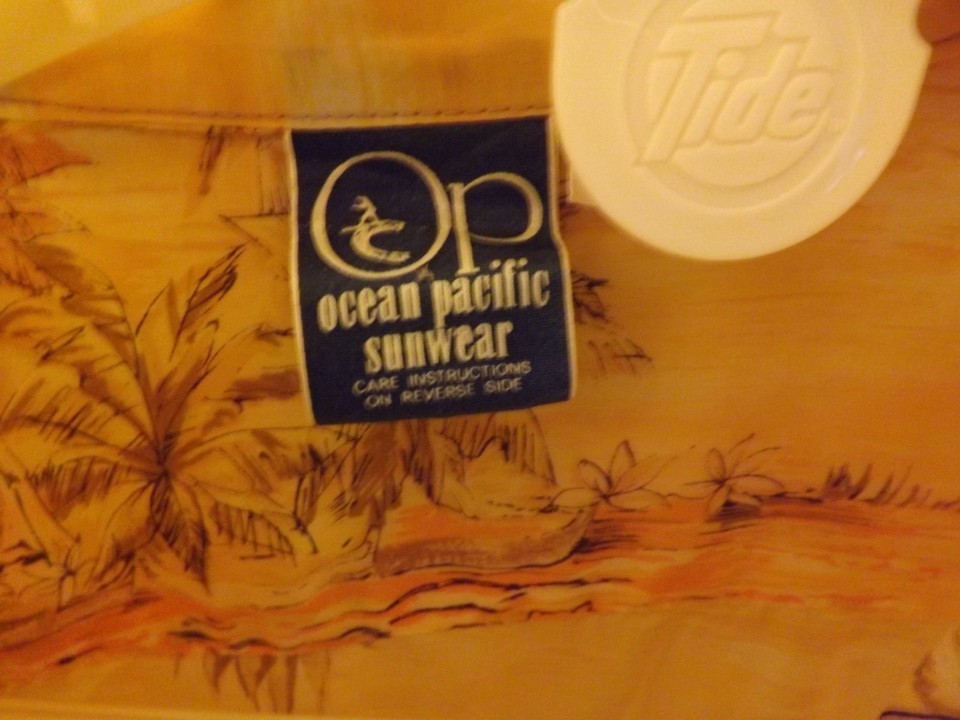 Tide
Op
ocean pacific
sunwear
CARE INSTRUCTIONS
ON REVERSE SIDE